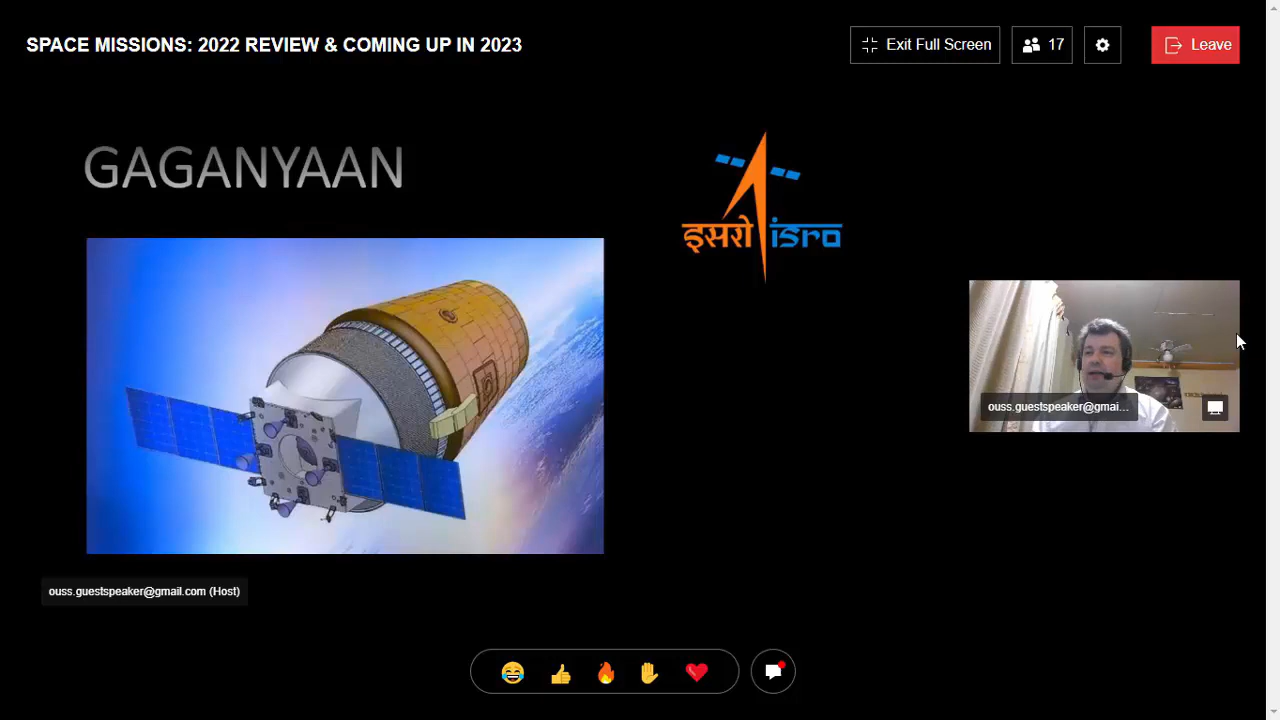 SPACE MISSIONS: 2022 REVIEW & COMING UP IN 2023
Exit Full Screen
17
Leave
GAGANYAAN
इसरो isro
ouss.guestspeaker@gmai...
ouss.guestspeaker@gmail.com (Host)